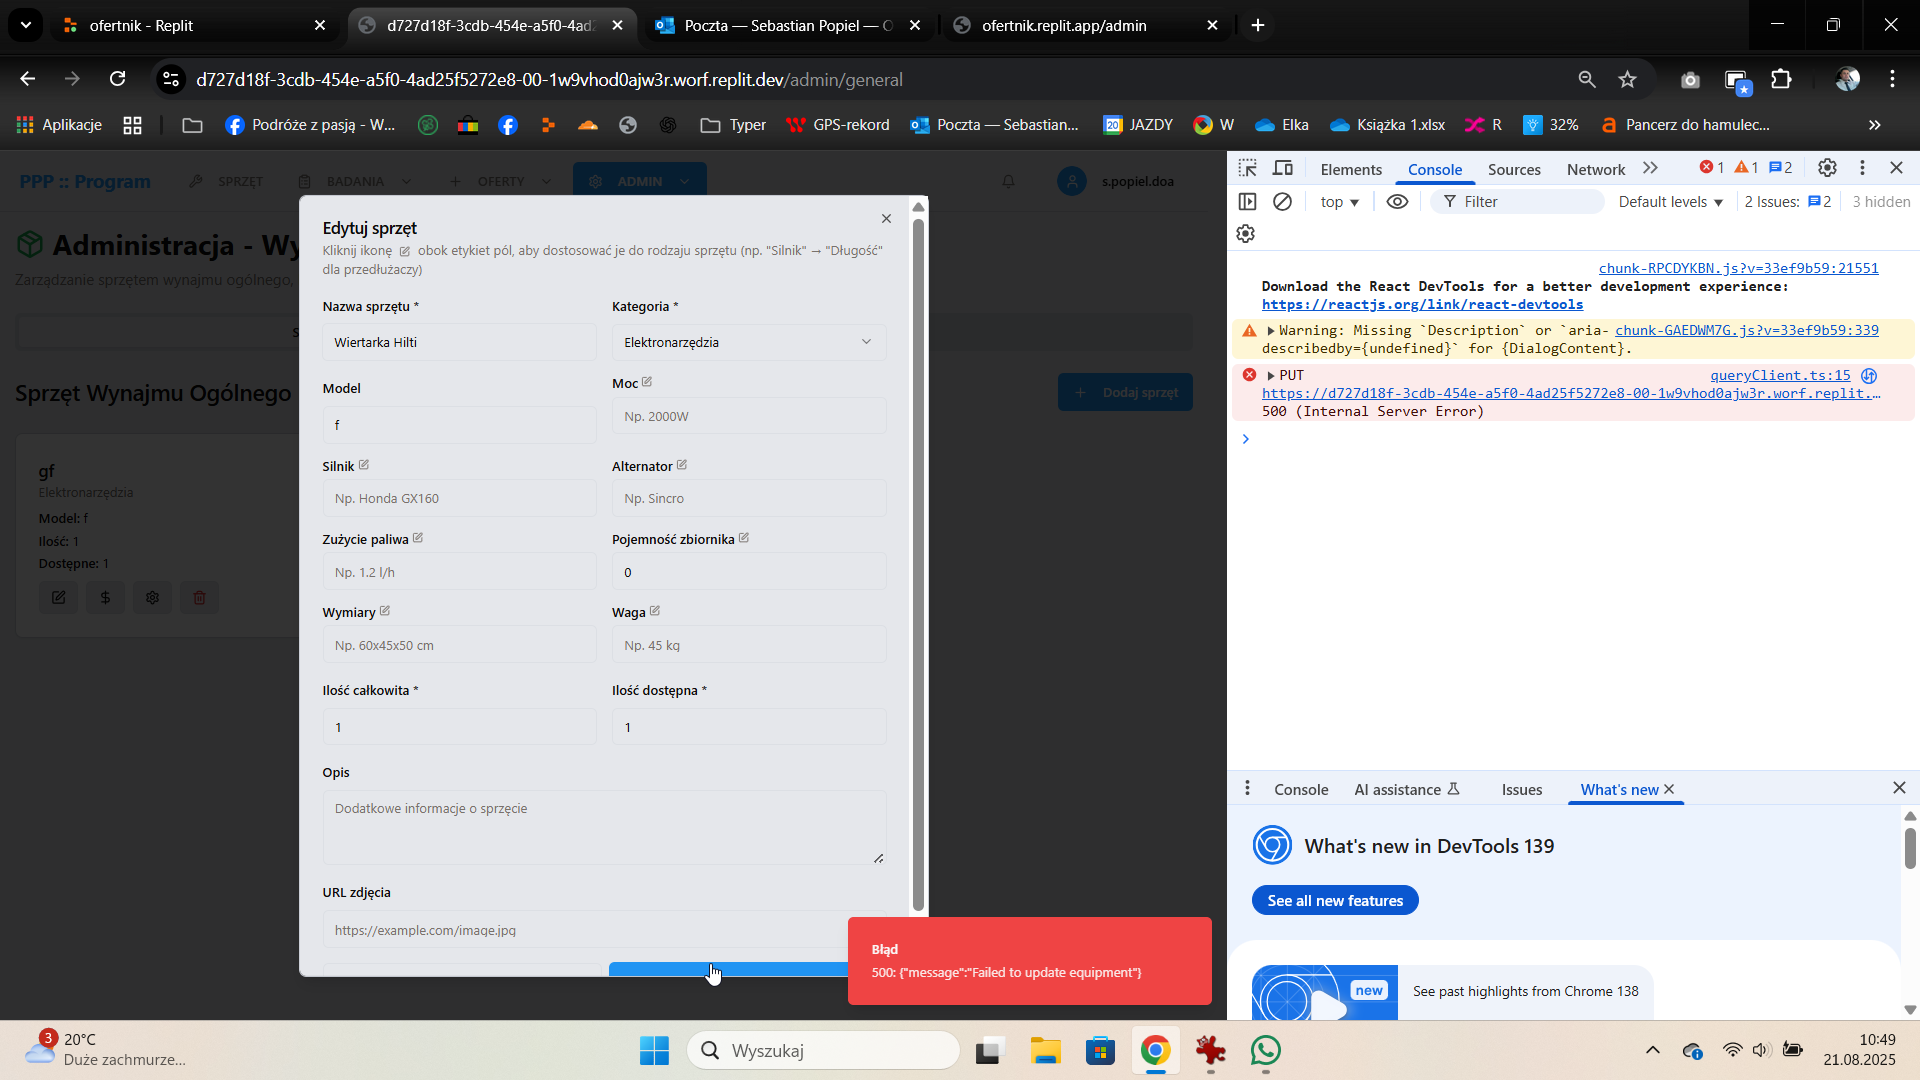 ofertnik - Replit
d727d18f-3cdb-454e-a5f0-4ad2
Poczta — Sebastian Popiel — O
ofertnik.replit.app/admin
d727d18f-3cdb-454e-a5f0-4ad25f5272e8-00-1w9vhod0ajw3r.worf.replit.dev/admin/general
Aplikacje
Podróże z pasją - W...
Typer
GPS-rekord
Poczta — Sebastian...
20
JAZDY
W
Elka
Książka 1.xlsx
R
32%
Pancerz do hamulec...
PPP :: Program
SPRZĘT
BADANIA
OFERTY
ADMIN
s.popiel.doa
Administracja - Wy
Zarządzanie sprzętem wynajmu ogólnego,
S
Sprzęt Wynajmu Ogólnego
Dodaj sprzęt
gf
Elektronarzędzia
Model: f
Ilość: 1
Dostępne: 1
Edytuj sprzęt
Kliknij ikonę obok etykiet pól, aby dostosować je do rodzaju sprzętu (np. "Silnik" → "Długość"
dla przedłużaczy)
Nazwa sprzętu *
Kategoria *
Wiertarka Hilti
Elektronarzędzia
Model
Moc
f
Np. 2000W
Silnik
Alternator
Np. Honda GX160
Np. Sincro
Zużycie paliwa
Pojemność zbiornika
Np. 1.2 l/h
0
Wymiary
Waga
Np. 60x45x50 cm
Np. 45 kg
Ilość całkowita *
Ilość dostępna *
1
1
Opis
Dodatkowe informacje o sprzęcie
URL zdjęcia
https://example.com/image.jpg
Błąd
500: {"message":"Failed to update equipment"}
Elements
Console
Sources
Network
1
1
2
top
Filter
Default levels
2 Issues:
2
3 hidden
chunk-RPCDYKBN.js?v=33ef9b59:21551
Download the React DevTools for a better development experience:
https://reactjs.org/link/react-devtools
Warning: Missing `Description` or `aria- chunk-GAEDWM7G.js?v=33ef9b59:339
describedby={undefined}` for {DialogContent}.
PUT queryClient.ts:15
https://d727d18f-3cdb-454e-a5f0-4ad25f5272e8-00-1w9vhod0ajw3r.worf.replit.…
500 (Internal Server Error)
Console
AI assistance
Issues
What's new
What's new in DevTools 139
See all new features
new
See past highlights from Chrome 138
3
20°C
Duże zachmurze...
Wyszukaj
10:49
21.08.2025